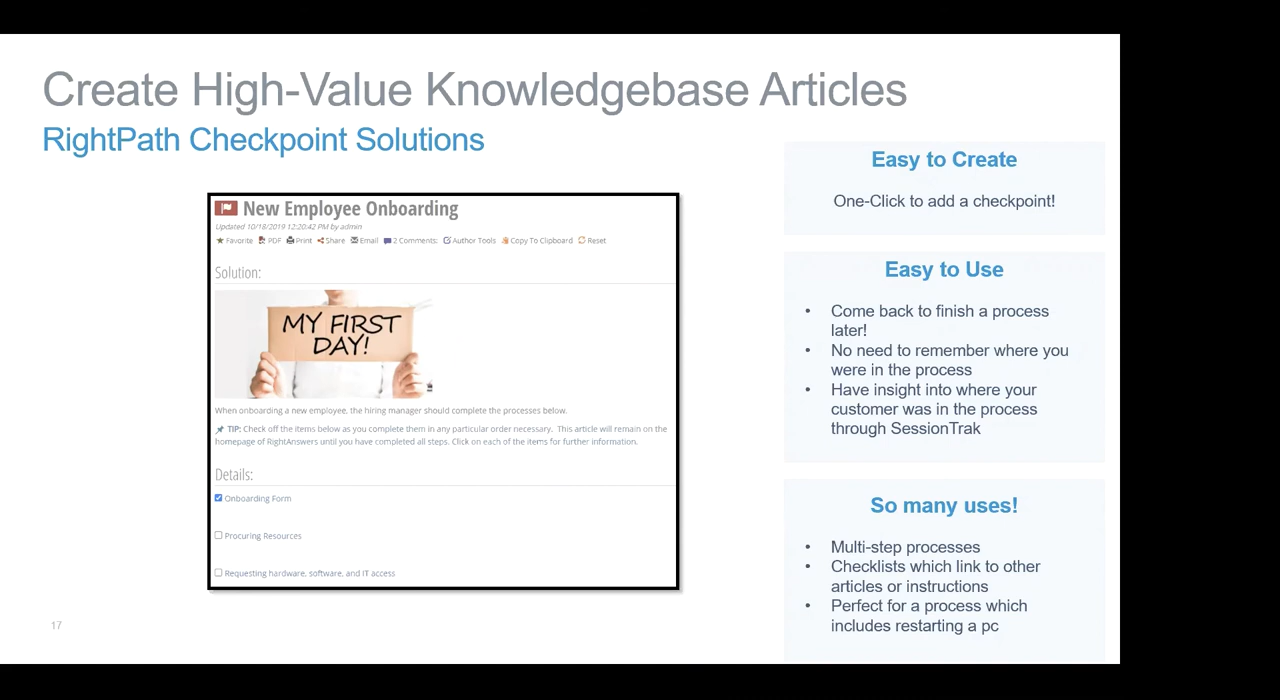 Create High-Value Knowledgebase Articles
RightPath Checkpoint Solutions
New Employee Onboarding
Updated 10/18/2019 12:20:42 PM by admin
Favorite PDF Print Share Email 2 Comments: Author Tools Copy To Clipboard Reset
Solution:
MY FIRST
DAY!
When onboarding a new employee, the hiring manager should complete the processes below.
TIP: Check off the items below as you complete them in any particular order necessary. This article will remain on the
homepage of RightAnswers until you have completed all steps. Click on each of the items for further information.
Details:
Onboarding Form
Procuring Resources
Requesting hardware, software, and IT access
Easy to Create
One-Click to add a checkpoint!
Easy to Use
• Come back to finish a process
later!
• No need to remember where you
were in the process
• Have insight into where your
customer was in the process
through SessionTrak
So many uses!
• Multi-step processes
• Checklists which link to other
articles or instructions
• Perfect for a process which
includes restarting a pc
17